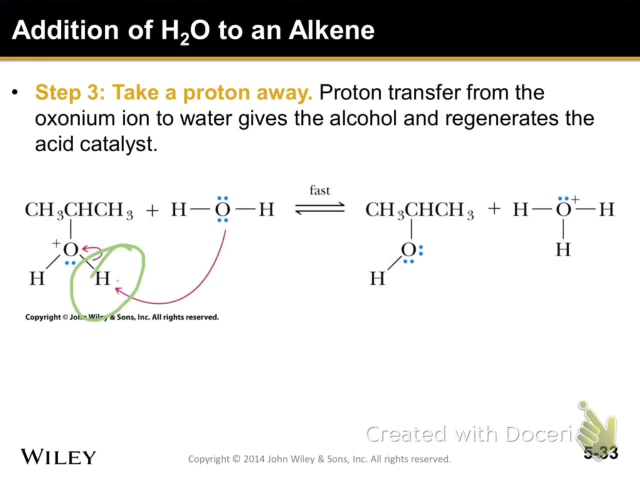 Addition of H₂O to an Alkene
• Step 3: Take a proton away. Proton transfer from the
oxonium ion to water gives the alcohol and regenerates the
acid catalyst.
fast
CH₃CHCH₃ + H—O—H ⇌ CH₃CHCH₃ + H—O⁺—H
⁺O O: H
H H H
Copyright © John Wiley & Sons, Inc. All rights reserved.
Created with Doceri
WILEY Copyright © 2014 John Wiley & Sons, Inc. All rights reserved. 5-33